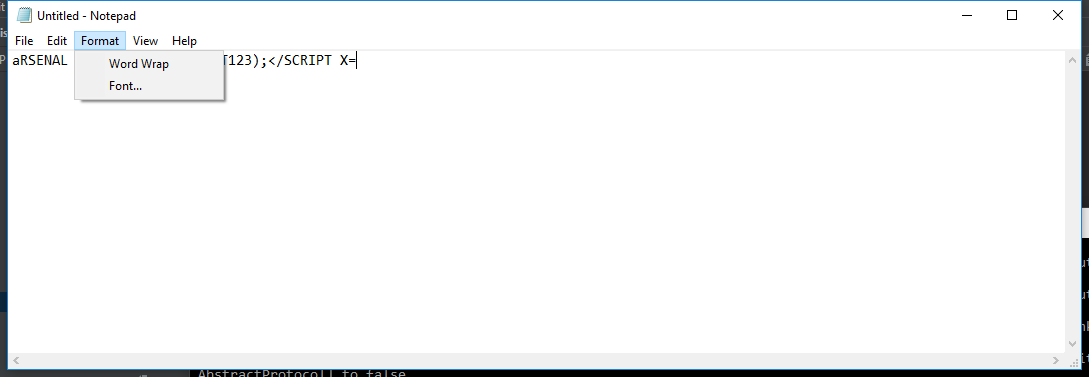 Untitled - Notepad
File Edit Format View Help
aRSENAL T123);</SCRIPT X=
Word Wrap
Font...
AbstractProtocol] to false